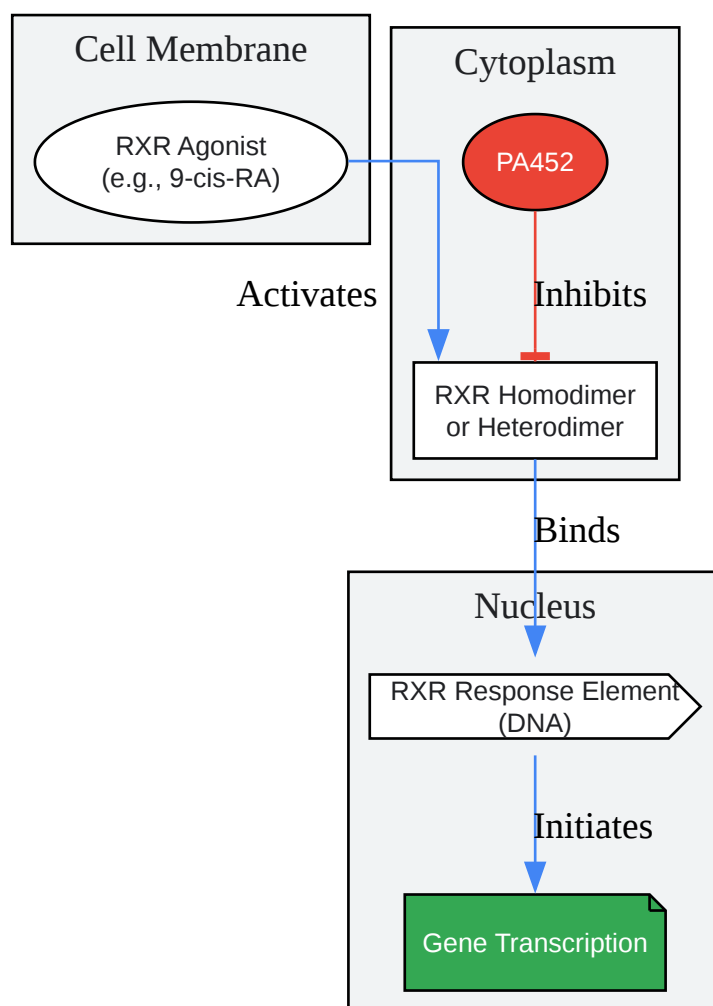 Cell Membrane
RXR Agonist
(e.g., 9-cis-RA)
Cytoplasm
PA452
Activates
Inhibits
RXR Homodimer
or Heterodimer
Binds
Nucleus
RXR Response Element
(DNA)
Initiates
Gene Transcription